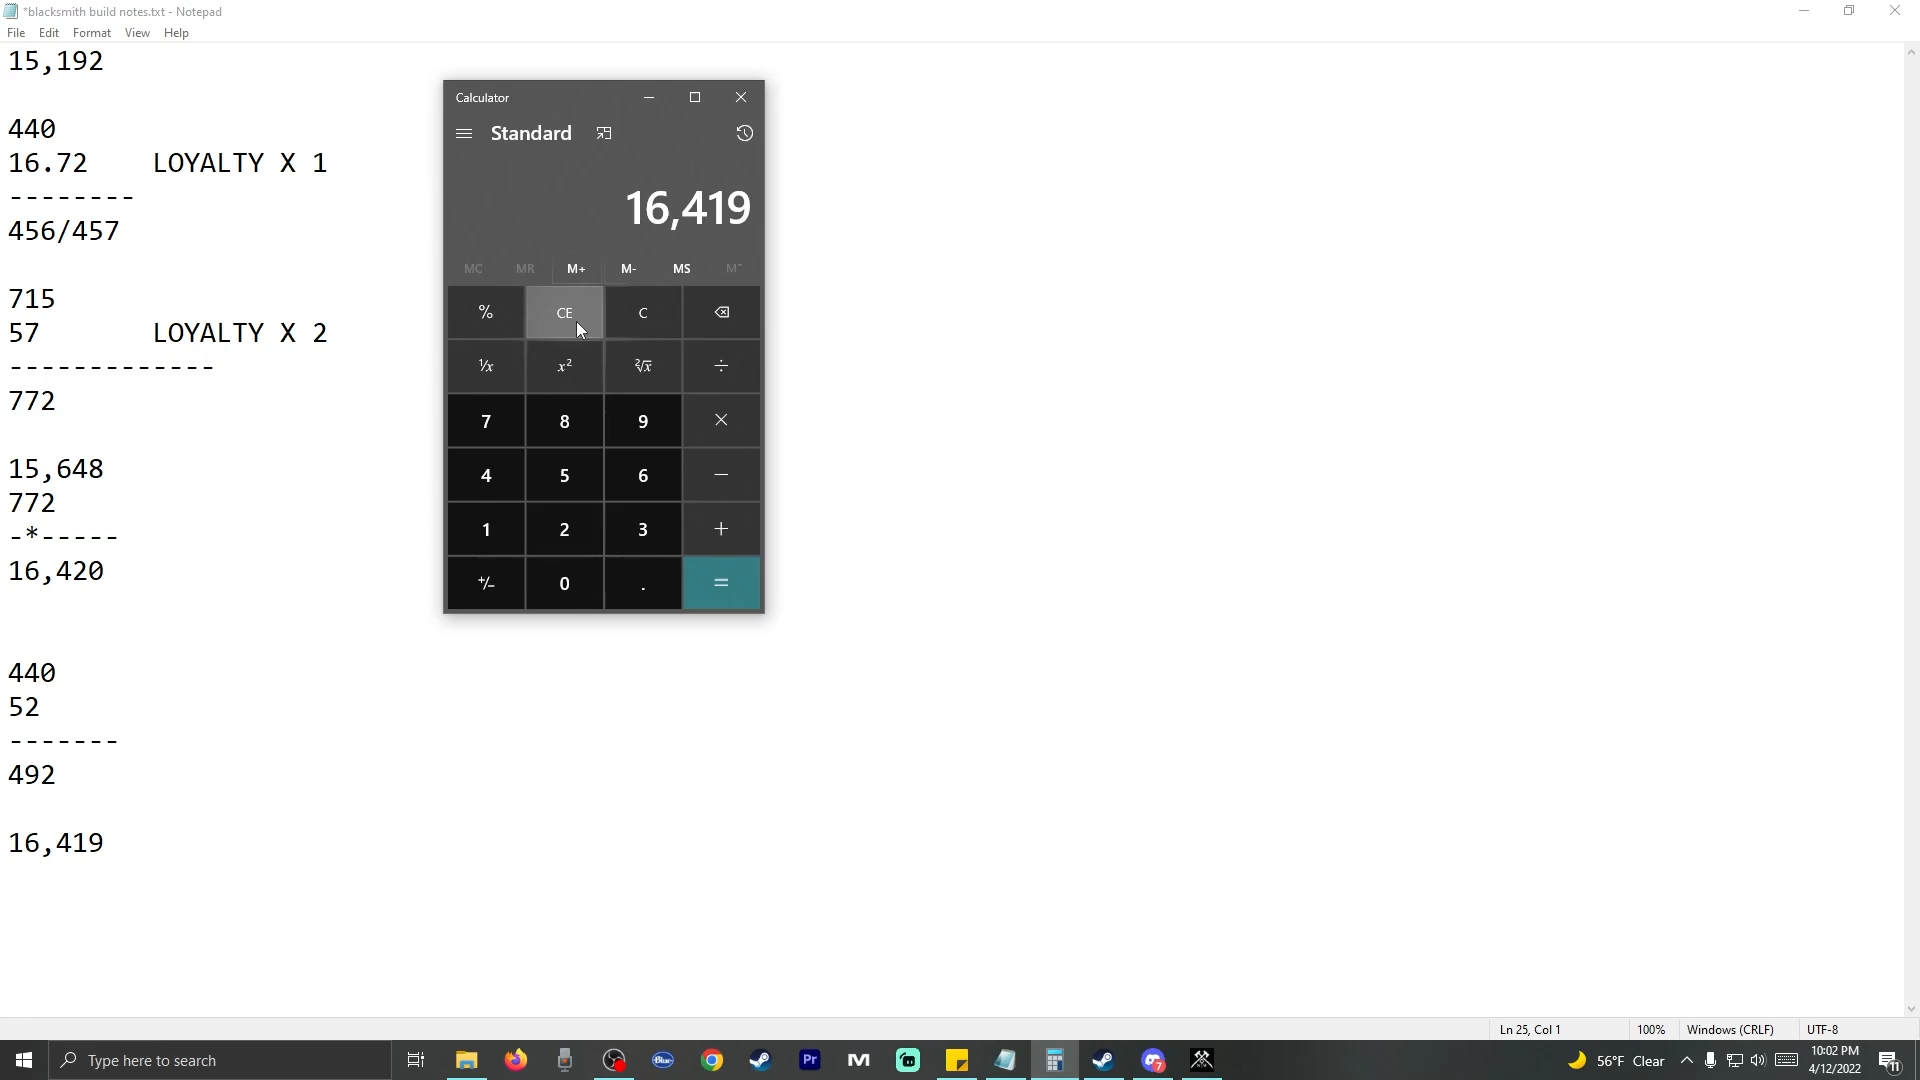 *blacksmith build notes.txt - Notepad
File Edit Format View Help
15,192
440
16.72 LOYALTY X 1
--------
456/457
715
57 LOYALTY X 2
-------------
772
15,648
772
-*-----
16,420
440
52
-------
492
16,419
Calculator
Standard
16,419
MC MR M+ M- MS M˅
% CE C
⅟x x² ²√x ÷
7 8 9 ×
4 5 6 −
1 2 3 +
+/− 0 . =
Ln 25, Col 1 100% Windows (CRLF) UTF-8
Type here to search
Blue
Pr
7
56°F Clear
10:02 PM
4/12/2022
11